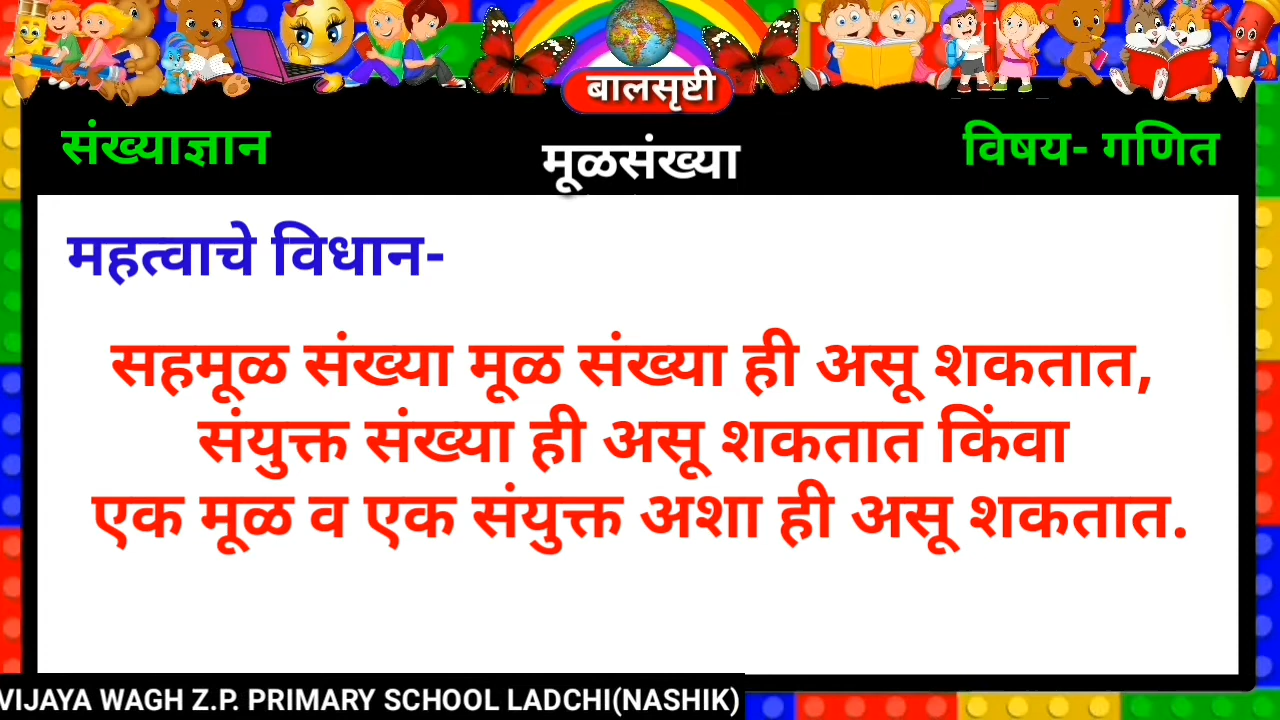 बालसृष्टी
संख्याज्ञान
मूळसंख्या
विषय- गणित
महत्वाचे विधान-
सहमूळ संख्या मूळ संख्या ही असू शकतात,
संयुक्त संख्या ही असू शकतात किंवा
एक मूळ व एक संयुक्त अशा ही असू शकतात.
VIJAYA WAGH Z.P. PRIMARY SCHOOL LADCHI(NASHIK)